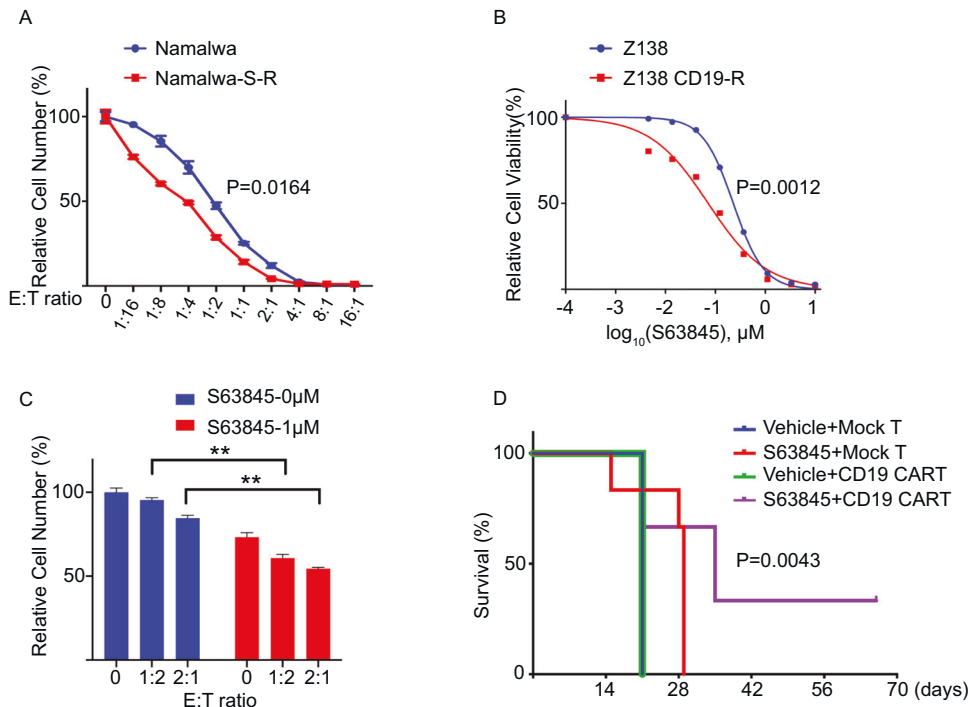 A
Namalwa
Namalwa-S-R
Relative Cell Number (%)
100
50
P=0.0164
E:T ratio
0 1:16 1:8 1:4 1:2 1:1 2:1 4:1 8:1 16:1
B
Z138
Z138 CD19-R
Relative Cell Viability(%)
100
50
P=0.0012
-4 -3 -2 -1 0 1
log₁₀(S63845), µM
C
S63845-0µM
S63845-1µM
Relative Cell Number (%)
100
50
**
**
0 1:2 2:1 0 1:2 2:1
E:T ratio
D
Vehicle+Mock T
S63845+Mock T
Vehicle+CD19 CART
S63845+CD19 CART
Survival (%)
100
50
0
P=0.0043
14 28 42 56 70 (days)